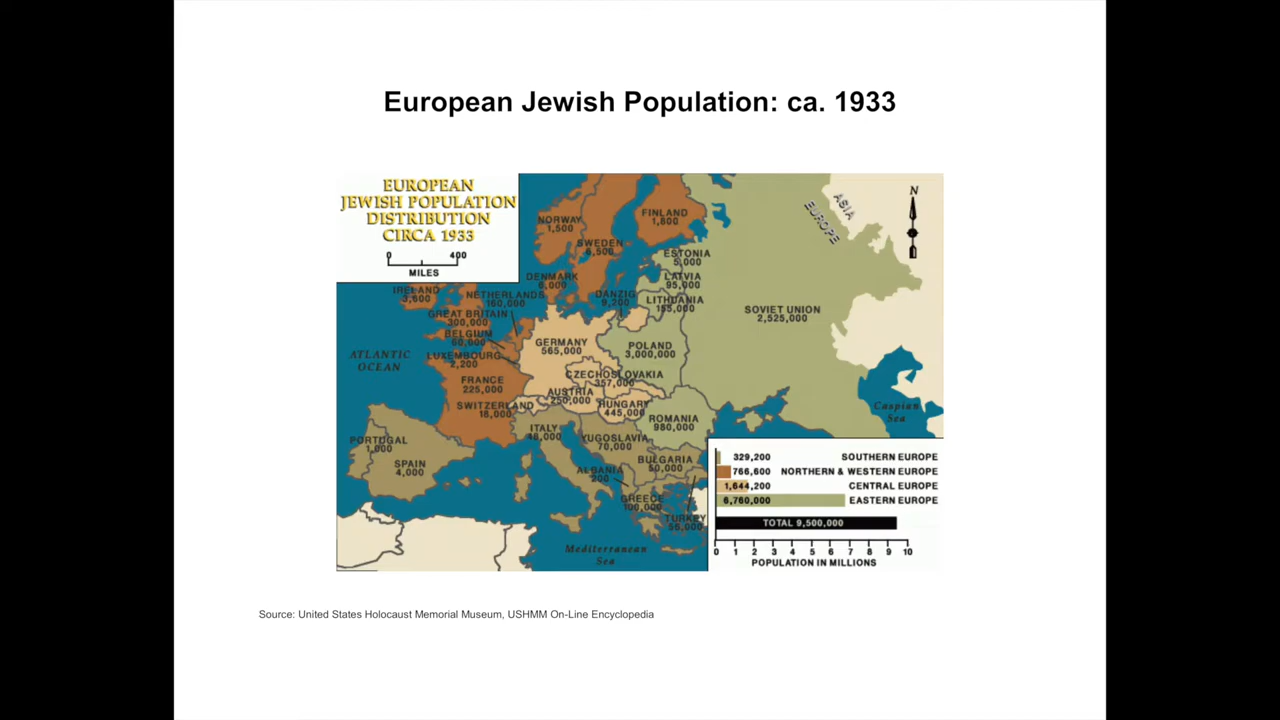 European Jewish Population: ca. 1933
EUROPEAN
JEWISH POPULATION
DISTRIBUTION
CIRCA 1933
0
400
MILES
N
ASIA
EUROPE
NORWAY
1,500
SWEDEN
6,500
FINLAND
1,800
ESTONIA
5,000
LATVIA
95,000
LITHUANIA
155,000
DENMARK
6,000
DANZIG
9,200
IRELAND
3,600
NETHERLANDS
160,000
GREAT BRITAIN
300,000
BELGIUM
60,000
LUXEMBOURG
2,200
GERMANY
565,000
POLAND
3,000,000
SOVIET UNION
2,525,000
ATLANTIC
OCEAN
FRANCE
225,000
CZECHOSLOVAKIA
357,000
AUSTRIA
250,000
HUNGARY
445,000
SWITZERLAND
18,000
ROMANIA
980,000
Caspian
Sea
ITALY
48,000
YUGOSLAVIA
70,000
PORTUGAL
1,000
SPAIN
4,000
BULGARIA
50,000
ALBANIA
200
GREECE
100,000
TURKEY
56,000
Mediterranean
Sea
329,200 SOUTHERN EUROPE
766,600 NORTHERN & WESTERN EUROPE
1,644,200 CENTRAL EUROPE
6,760,000 EASTERN EUROPE
TOTAL 9,500,000
0 1 2 3 4 5 6 7 8 9 10
POPULATION IN MILLIONS
Source: United States Holocaust Memorial Museum, USHMM On-Line Encyclopedia